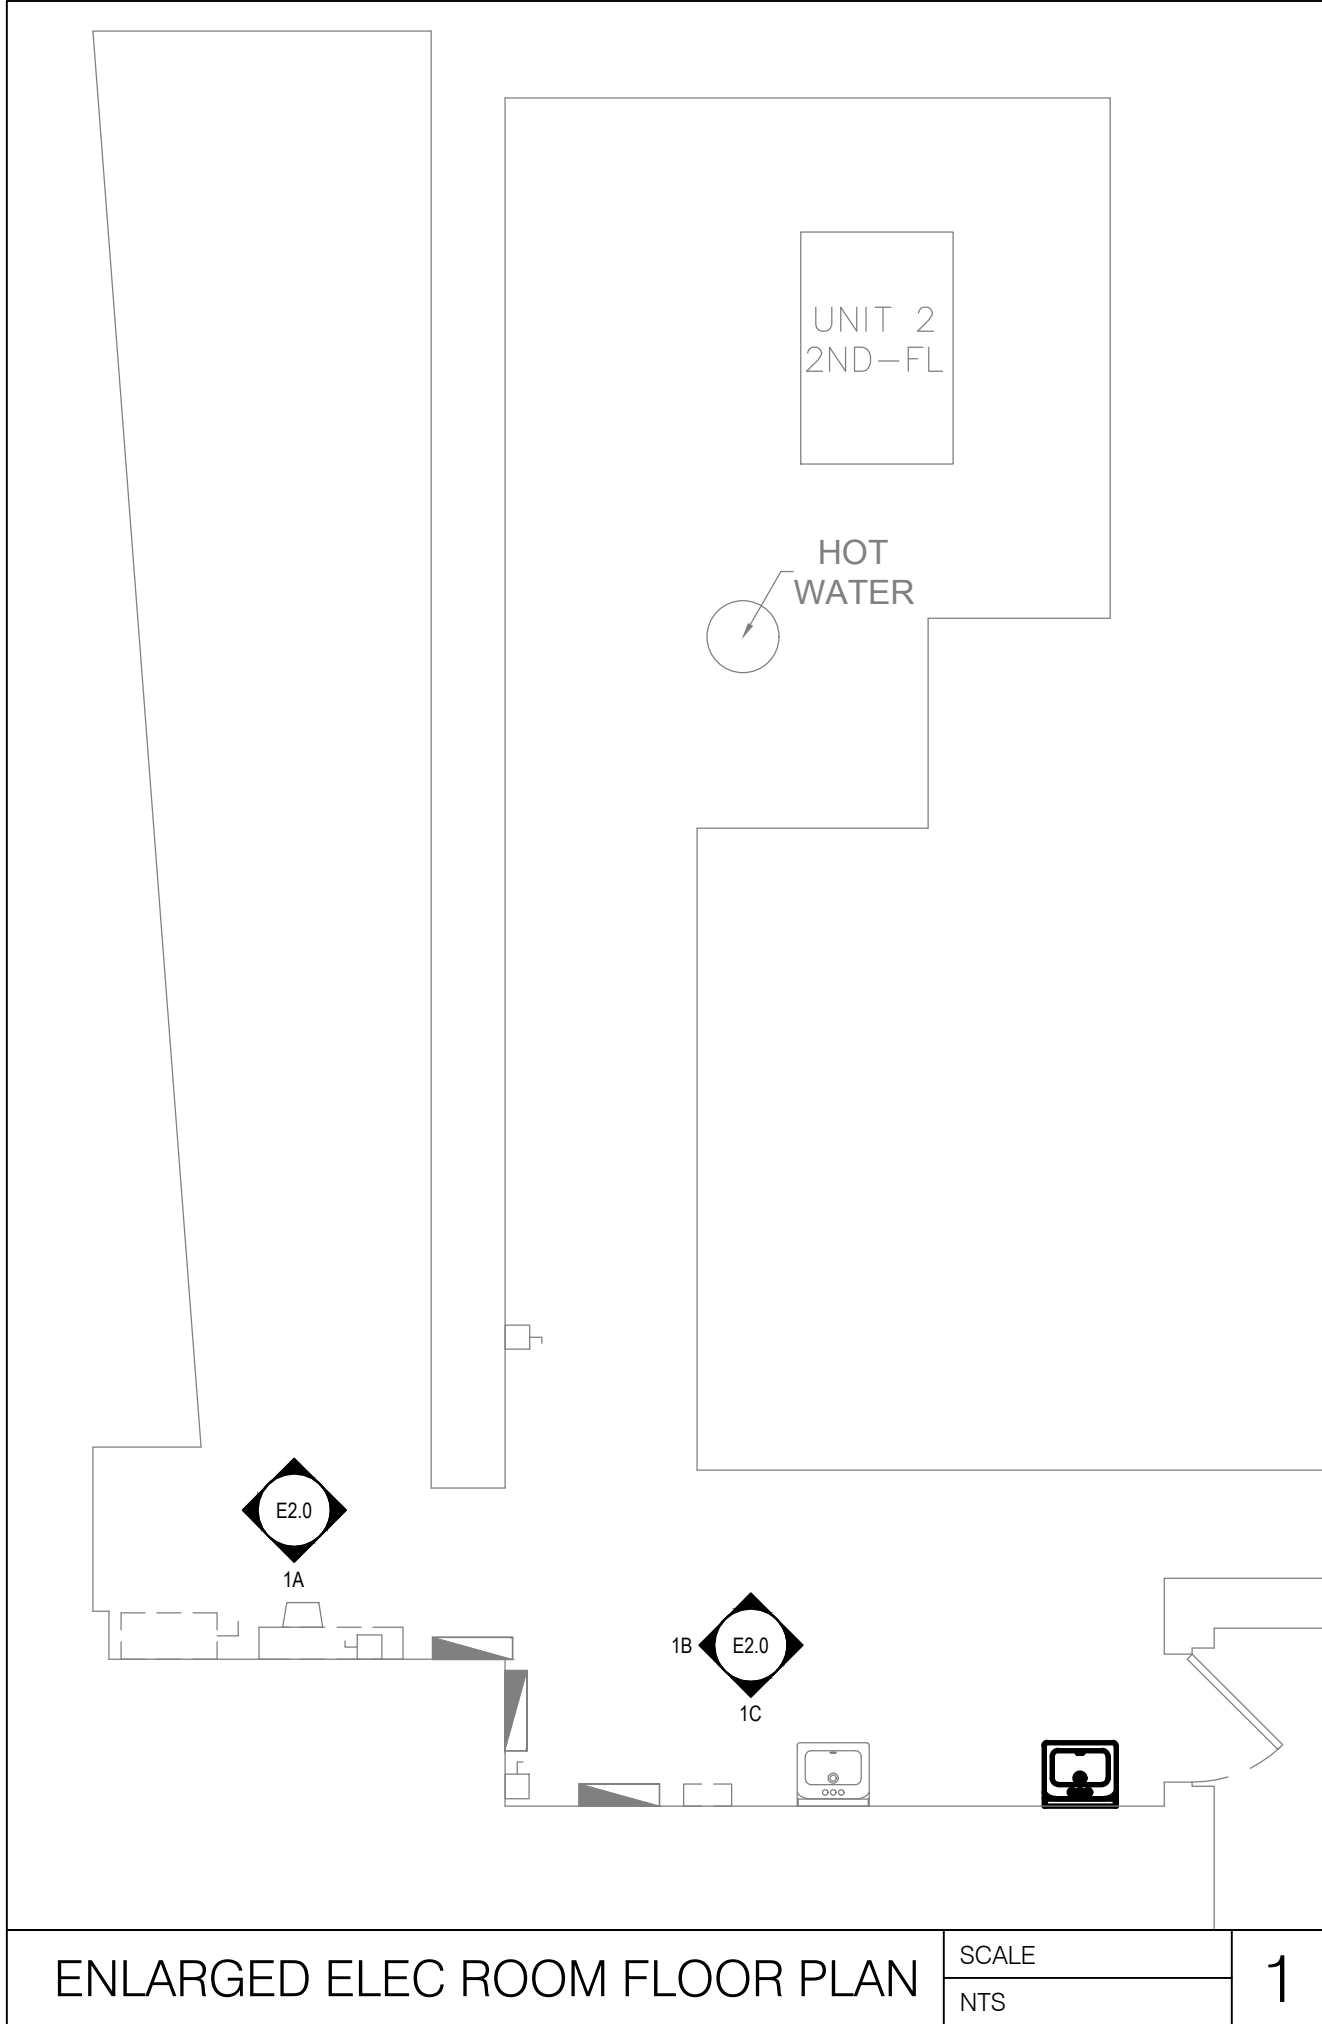 UNIT 2
2ND-FL
HOT
WATER
E2.0
1A
1B
E2.0
1C
ENLARGED ELEC ROOM FLOOR PLAN
SCALE
NTS
1